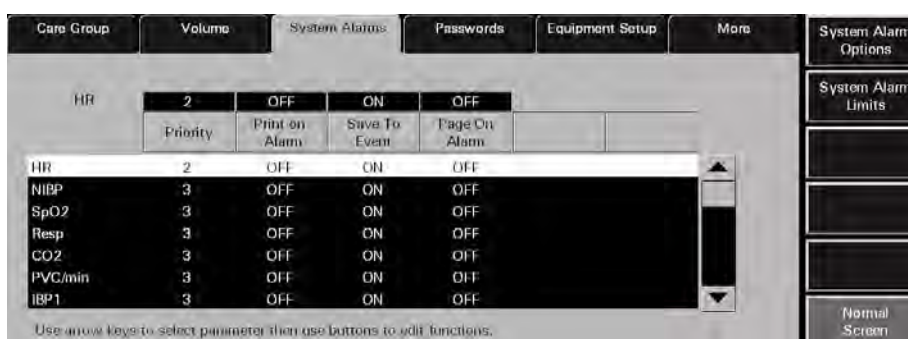 Care Group Volume System Alarms Passwords Equipment Setup More
System Alarm
Options
System Alarm
Limits
HR 2 OFF ON OFF
Priority Print on Alarm Save To Event Page On Alarm
HR 2 OFF ON OFF
NIBP 3 OFF ON OFF
SpO2 3 OFF ON OFF
Resp 3 OFF ON OFF
CO2 3 OFF ON OFF
PVC/min 3 OFF ON OFF
IBP1 3 OFF ON OFF
Use arrow keys to select parameter then use buttons to edit functions.
Normal
Screen